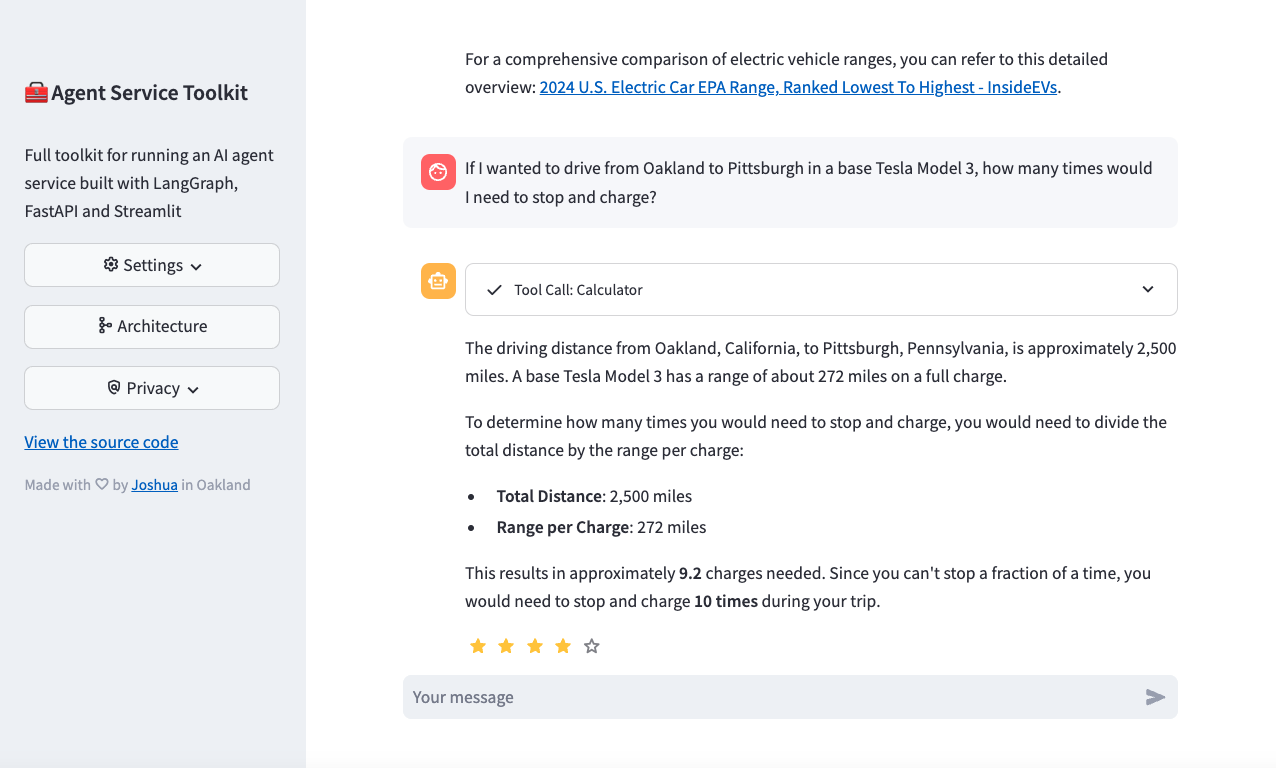 Agent Service Toolkit
Full toolkit for running an AI agent
service built with LangGraph,
FastAPI and Streamlit
Settings
Architecture
Privacy
View the source code
Made with ♡ by Joshua in Oakland
For a comprehensive comparison of electric vehicle ranges, you can refer to this detailed
overview: 2024 U.S. Electric Car EPA Range, Ranked Lowest To Highest - InsideEVs.
If I wanted to drive from Oakland to Pittsburgh in a base Tesla Model 3, how many times would
I need to stop and charge?
Tool Call: Calculator
The driving distance from Oakland, California, to Pittsburgh, Pennsylvania, is approximately 2,500
miles. A base Tesla Model 3 has a range of about 272 miles on a full charge.
To determine how many times you would need to stop and charge, you would need to divide the
total distance by the range per charge:
• Total Distance: 2,500 miles
• Range per Charge: 272 miles
This results in approximately 9.2 charges needed. Since you can't stop a fraction of a time, you
would need to stop and charge 10 times during your trip.
Your message